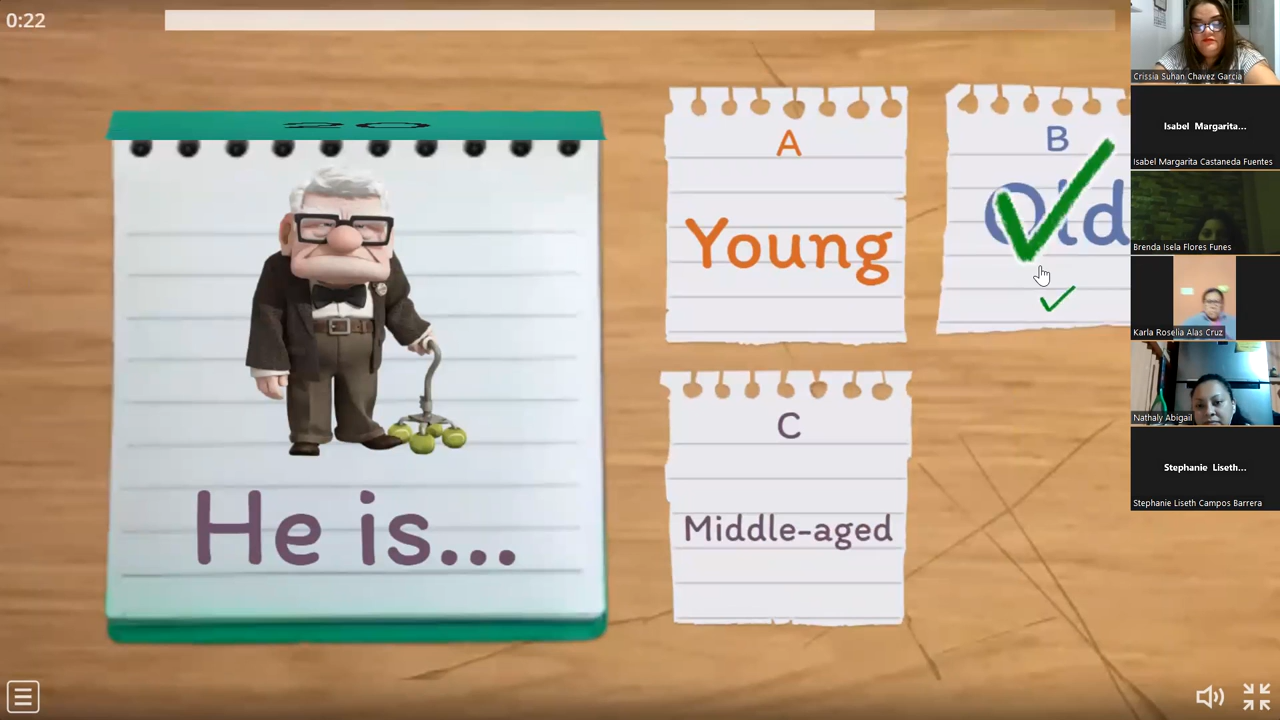 0:22
20
He is...
A
Young
B
Old
C
Middle-aged
Crissia Suhan Chavez Garcia
Isabel Margarita...
Isabel Margarita Castaneda Fuentes
Brenda Isela Flores Funes
Karla Roselia Alas Cruz
Nathaly Abigail
Stephanie Liseth...
Stephanie Liseth Campos Barrera